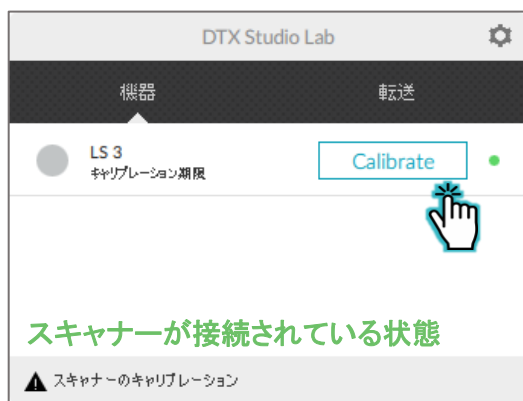 DTX Studio Lab
機器
転送
LS 3
キャリブレーション期限
Calibrate
スキャナーが接続されている状態
スキャナーのキャリブレーション